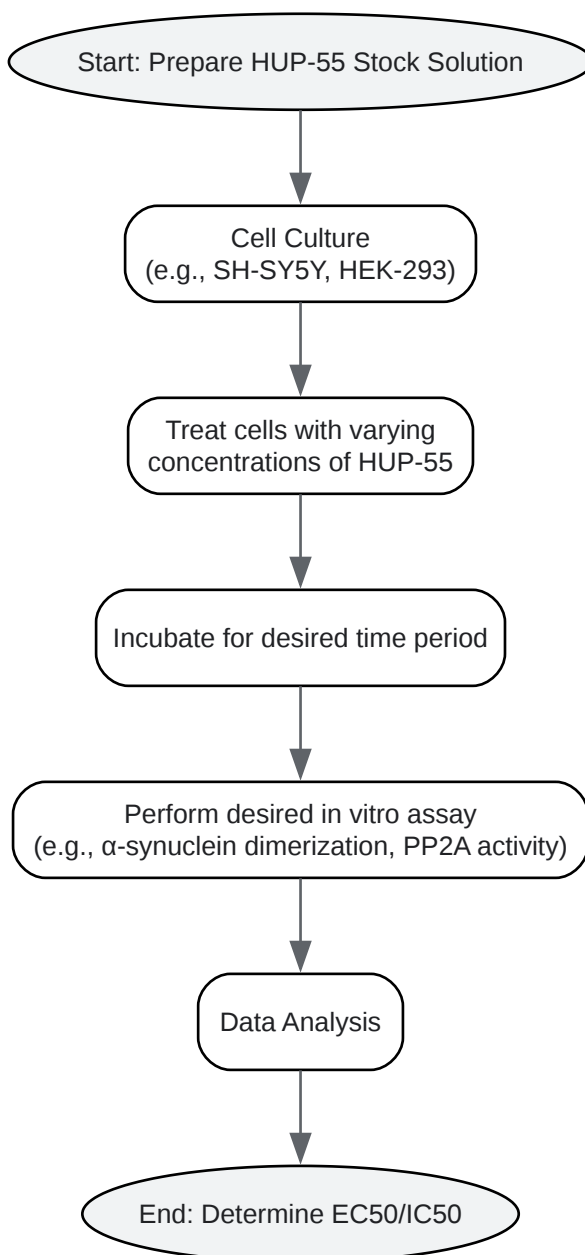 Start: Prepare HUP-55 Stock Solution
Cell Culture
(e.g., SH-SY5Y, HEK-293)
Treat cells with varying
concentrations of HUP-55
Incubate for desired time period
Perform desired in vitro assay
(e.g., α-synuclein dimerization, PP2A activity)
Data Analysis
End: Determine EC50/IC50